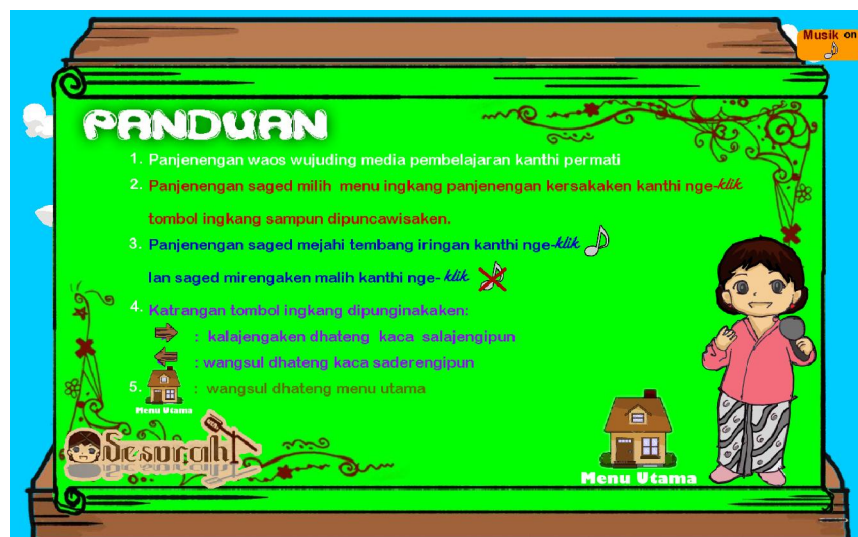 Musik on
PANDUAN
1. Panjenengan waos wujuding media pembelajaran kanthi permati
2. Panjenengan saged milih menu ingkang panjenengan kersakaken kanthi nge-klik
tombol ingkang sampun dipuncawisaken.
3. Panjenengan saged mejahi tembang iringan kanthi nge-klik
lan saged mirengaken malih kanthi nge- klik
4. Katrangan tombol ingkang dipunginakaken:
: kalajengaken dhateng kaca salajengipun
: wangsul dhateng kaca saderengipun
5. : wangsul dhateng menu utama
Menu Utama
Sesorah
Menu Utama